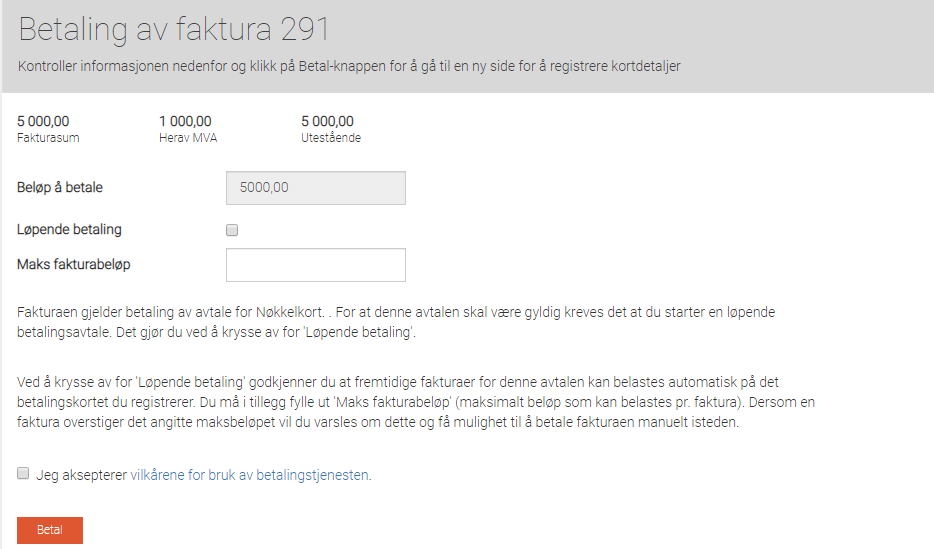 Betaling av faktura 291
Kontroller informasjonen nedenfor og klikk på Betal-knappen for å gå til en ny side for å registrere kortdetaljer
5 000,00 1 000,00 5 000,00
Fakturasum Herav MVA Utestående
Beløp å betale 5000,00
Løpende betaling
Maks fakturabeløp
Fakturaen gjelder betaling av avtale for Nøkkelkort. . For at denne avtalen skal være gyldig kreves det at du starter en løpende
betalingsavtale. Det gjør du ved å krysse av for 'Løpende betaling'.
Ved å krysse av for 'Løpende betaling' godkjenner du at fremtidige fakturaer for denne avtalen kan belastes automatisk på det
betalingskortet du registrerer. Du må i tillegg fylle ut 'Maks fakturabeløp' (maksimalt beløp som kan belastes pr. faktura). Dersom en
faktura overstiger det angitte maksbeløpet vil du varsles om dette og få mulighet til å betale fakturaen manuelt isteden.
Jeg aksepterer vilkårene for bruk av betalingstjenesten.
Betal